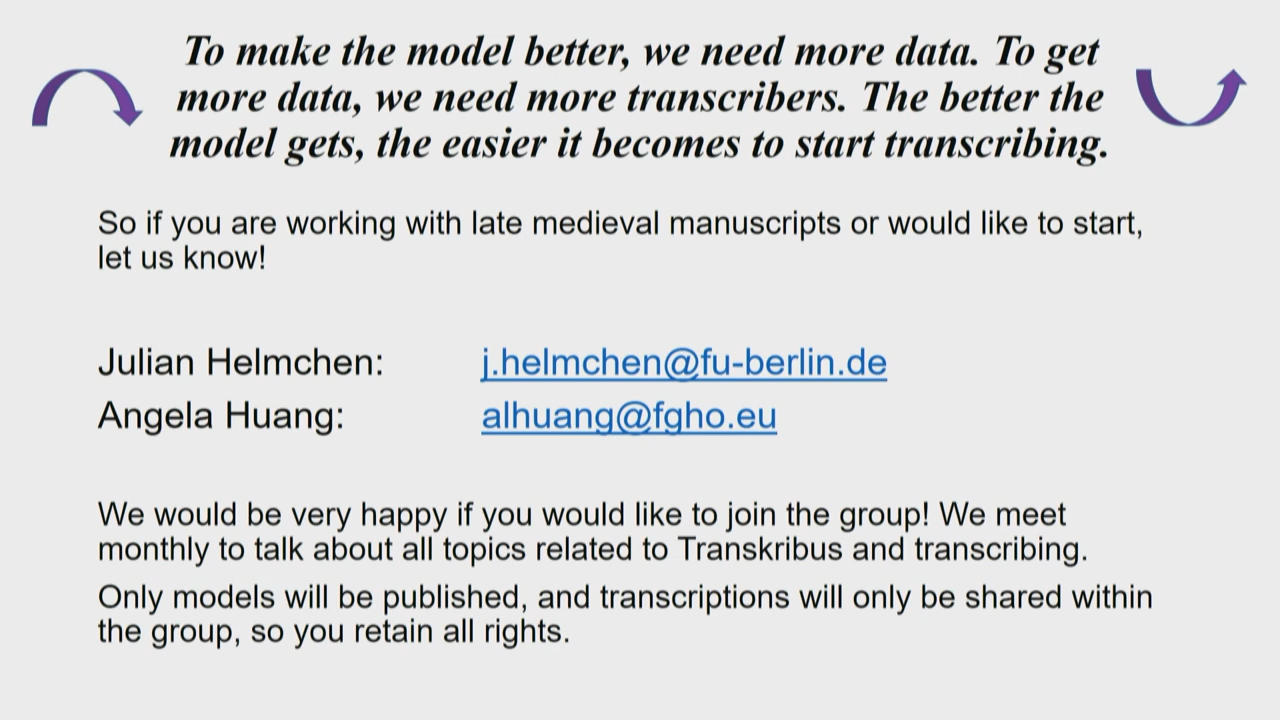 To make the model better, we need more data. To get
more data, we need more transcribers. The better the
model gets, the easier it becomes to start transcribing.
So if you are working with late medieval manuscripts or would like to start,
let us know!
Julian Helmchen: j.helmchen@fu-berlin.de
Angela Huang: alhuang@fgho.eu
We would be very happy if you would like to join the group! We meet
monthly to talk about all topics related to Transkribus and transcribing.
Only models will be published, and transcriptions will only be shared within
the group, so you retain all rights.